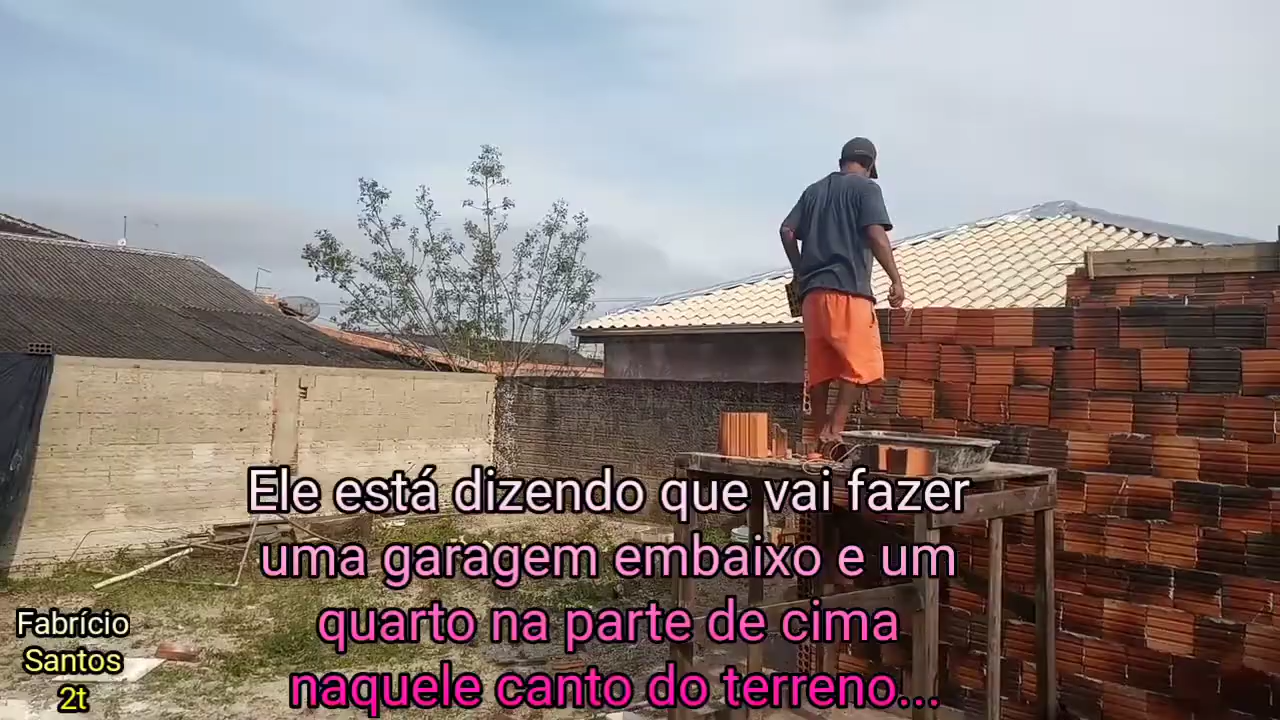 Ele está dizendo que vai fazer
uma garagem embaixo e um
quarto na parte de cima
naquele canto do terreno...
Fabrício
Santos
2t